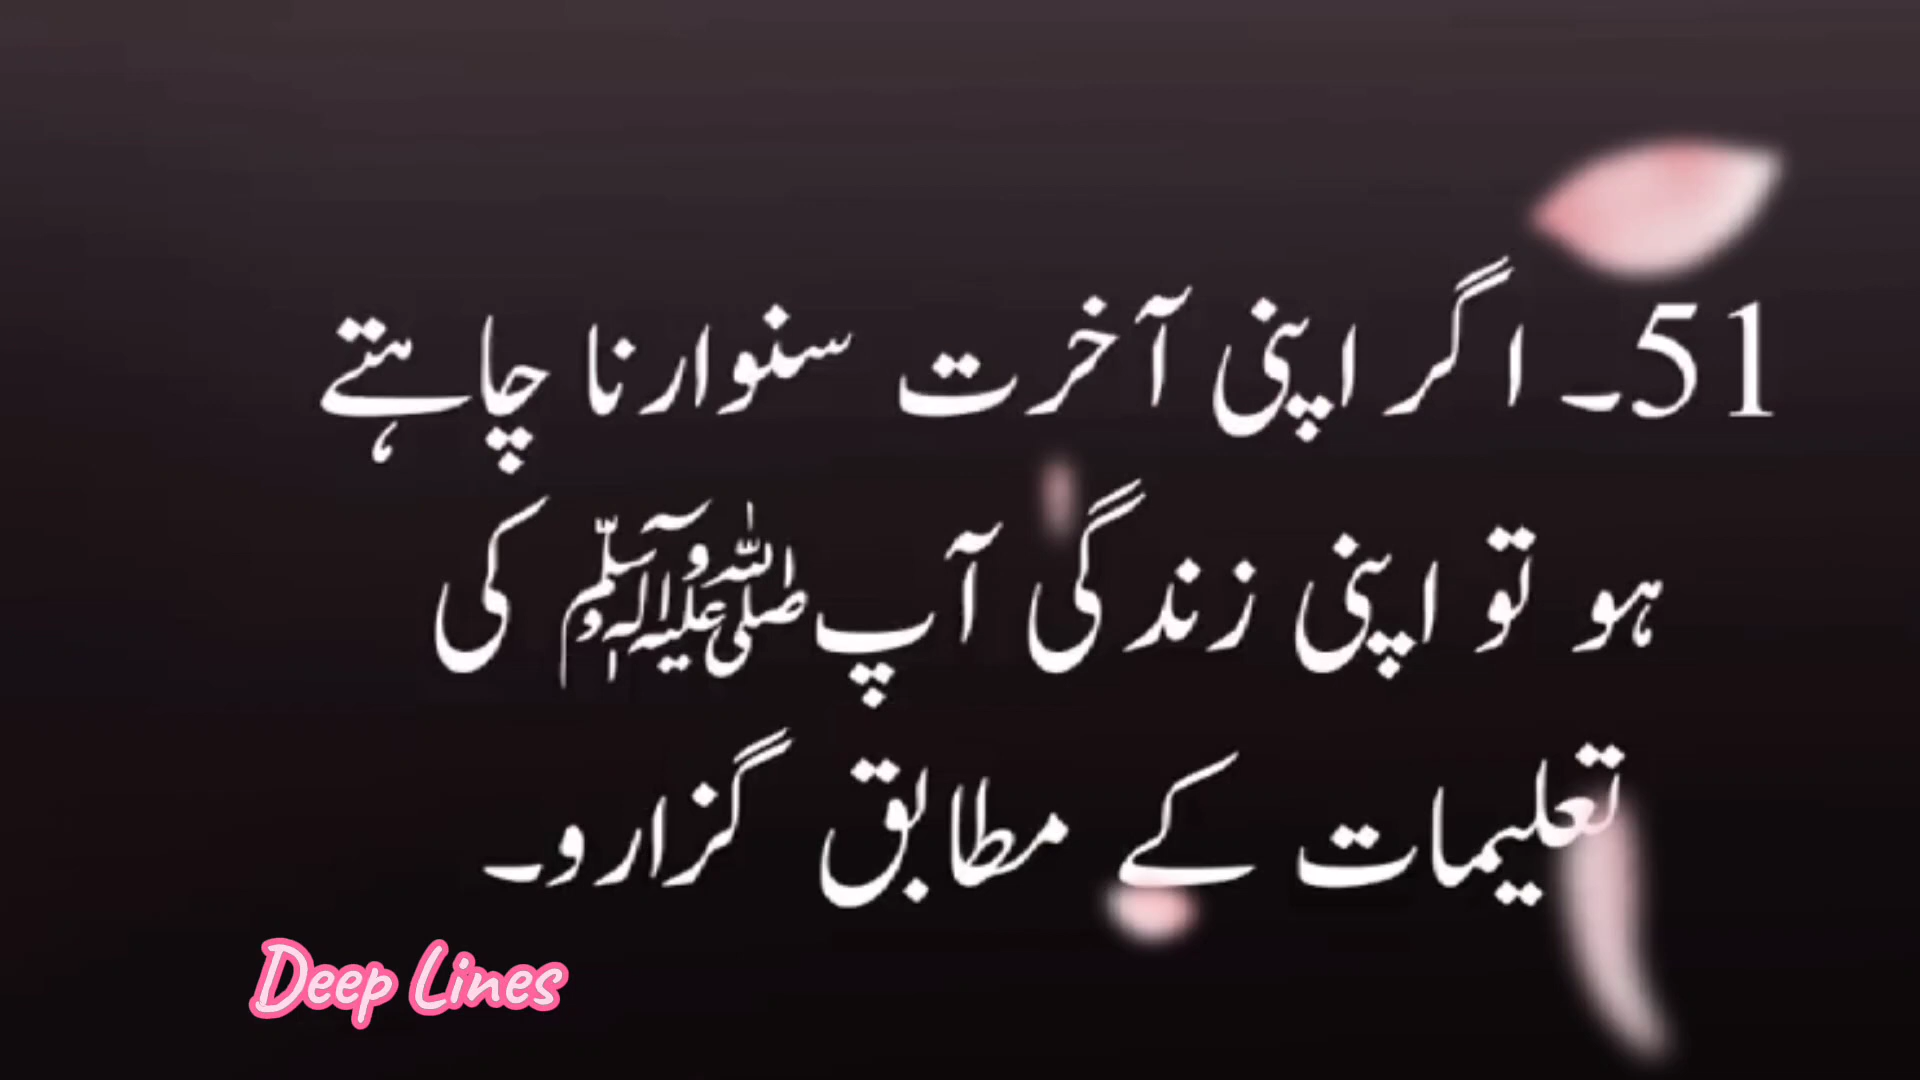 51۔ اگر اپنی آخرت سنوارنا چاہتے
ہو تو اپنی زندگی آپ صلی اللہ علیہ وآلہ وسلم کی
تعلیمات کے مطابق گزارو۔
Deep Lines